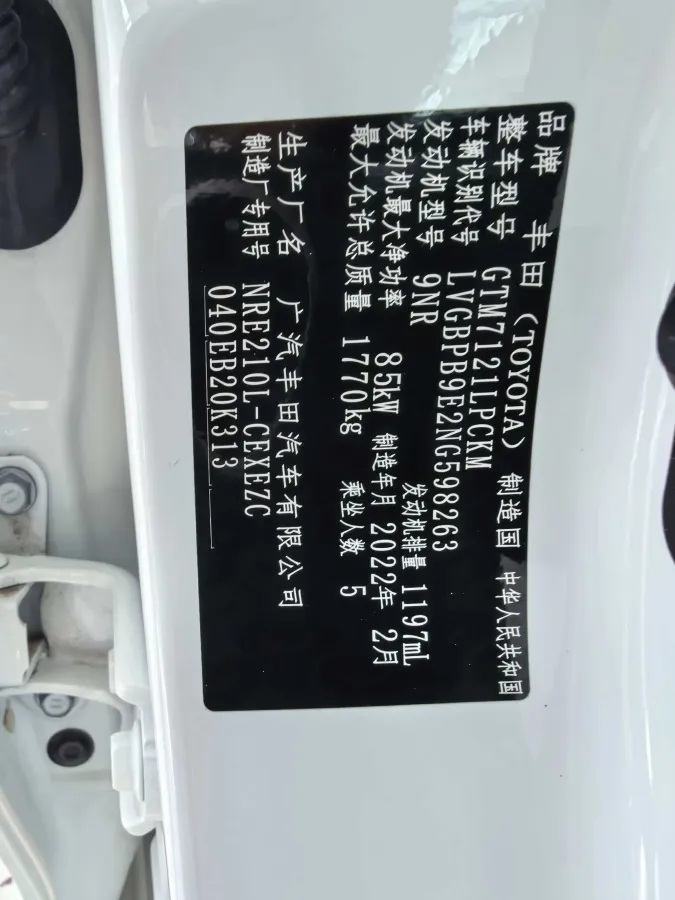 品牌 丰田（TOYOTA） 制造国 中华人民共和国
整车型号 GTM7121LPCKM
车辆识别代号 LVGBPB9E2NG598263
发动机型号 9NR 发动机排量 1197mL
发动机最大净功率 85kW 制造年月 2022年 2月
最大允许总质量 1770kg 乘坐人数 5
生产厂名 广汽丰田汽车有限公司
制造厂专用号 NRE210L-CEXEZC
040EB20K313